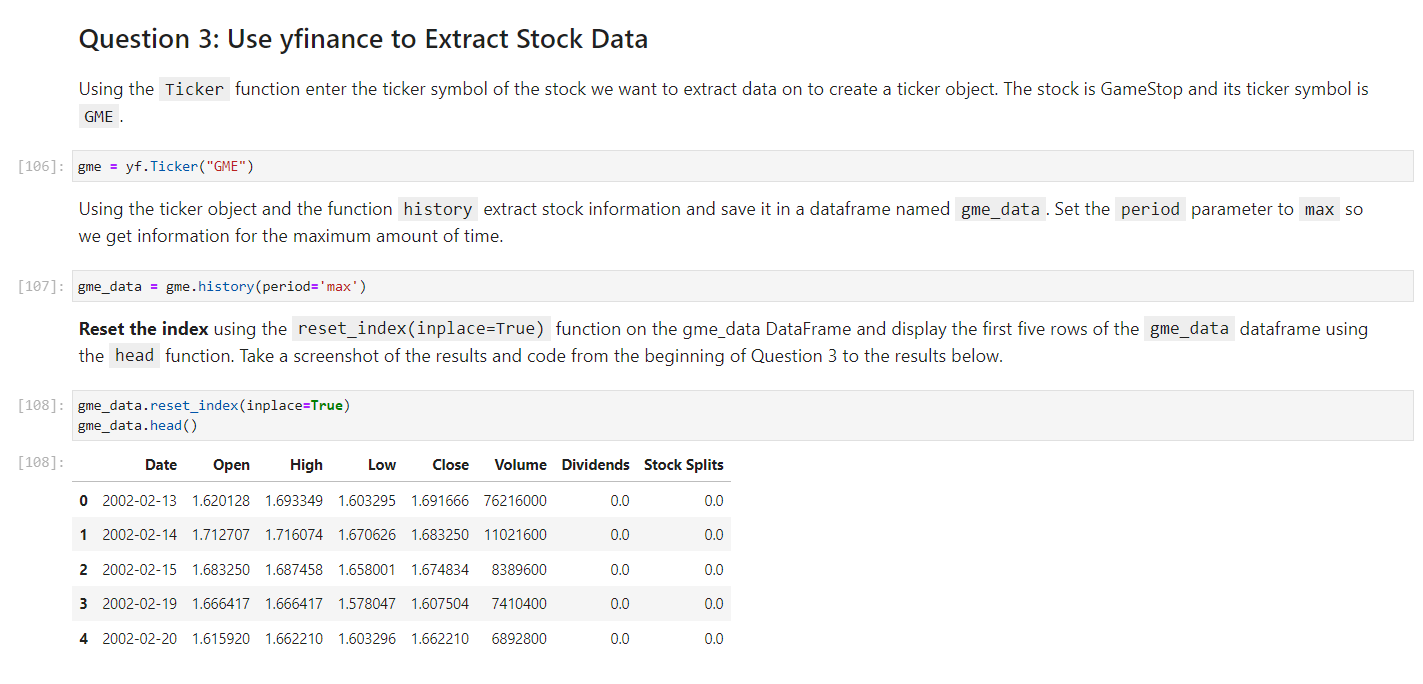 Question 3: Use yfinance to Extract Stock Data
Using the Ticker function enter the ticker symbol of the stock we want to extract data on to create a ticker object. The stock is GameStop and its ticker symbol is
GME .
[106]: gme = yf.Ticker("GME")
Using the ticker object and the function history extract stock information and save it in a dataframe named gme_data . Set the period parameter to max so
we get information for the maximum amount of time.
[107]: gme_data = gme.history(period='max')
Reset the index using the reset_index(inplace=True) function on the gme_data DataFrame and display the first five rows of the gme_data dataframe using
the head function. Take a screenshot of the results and code from the beginning of Question 3 to the results below.
[108]: gme_data.reset_index(inplace=True)
gme_data.head()
[108]: Date Open High Low Close Volume Dividends Stock Splits
0 2002-02-13 1.620128 1.693349 1.603295 1.691666 76216000 0.0 0.0
1 2002-02-14 1.712707 1.716074 1.670626 1.683250 11021600 0.0 0.0
2 2002-02-15 1.683250 1.687458 1.658001 1.674834 8389600 0.0 0.0
3 2002-02-19 1.666417 1.666417 1.578047 1.607504 7410400 0.0 0.0
4 2002-02-20 1.615920 1.662210 1.603296 1.662210 6892800 0.0 0.0